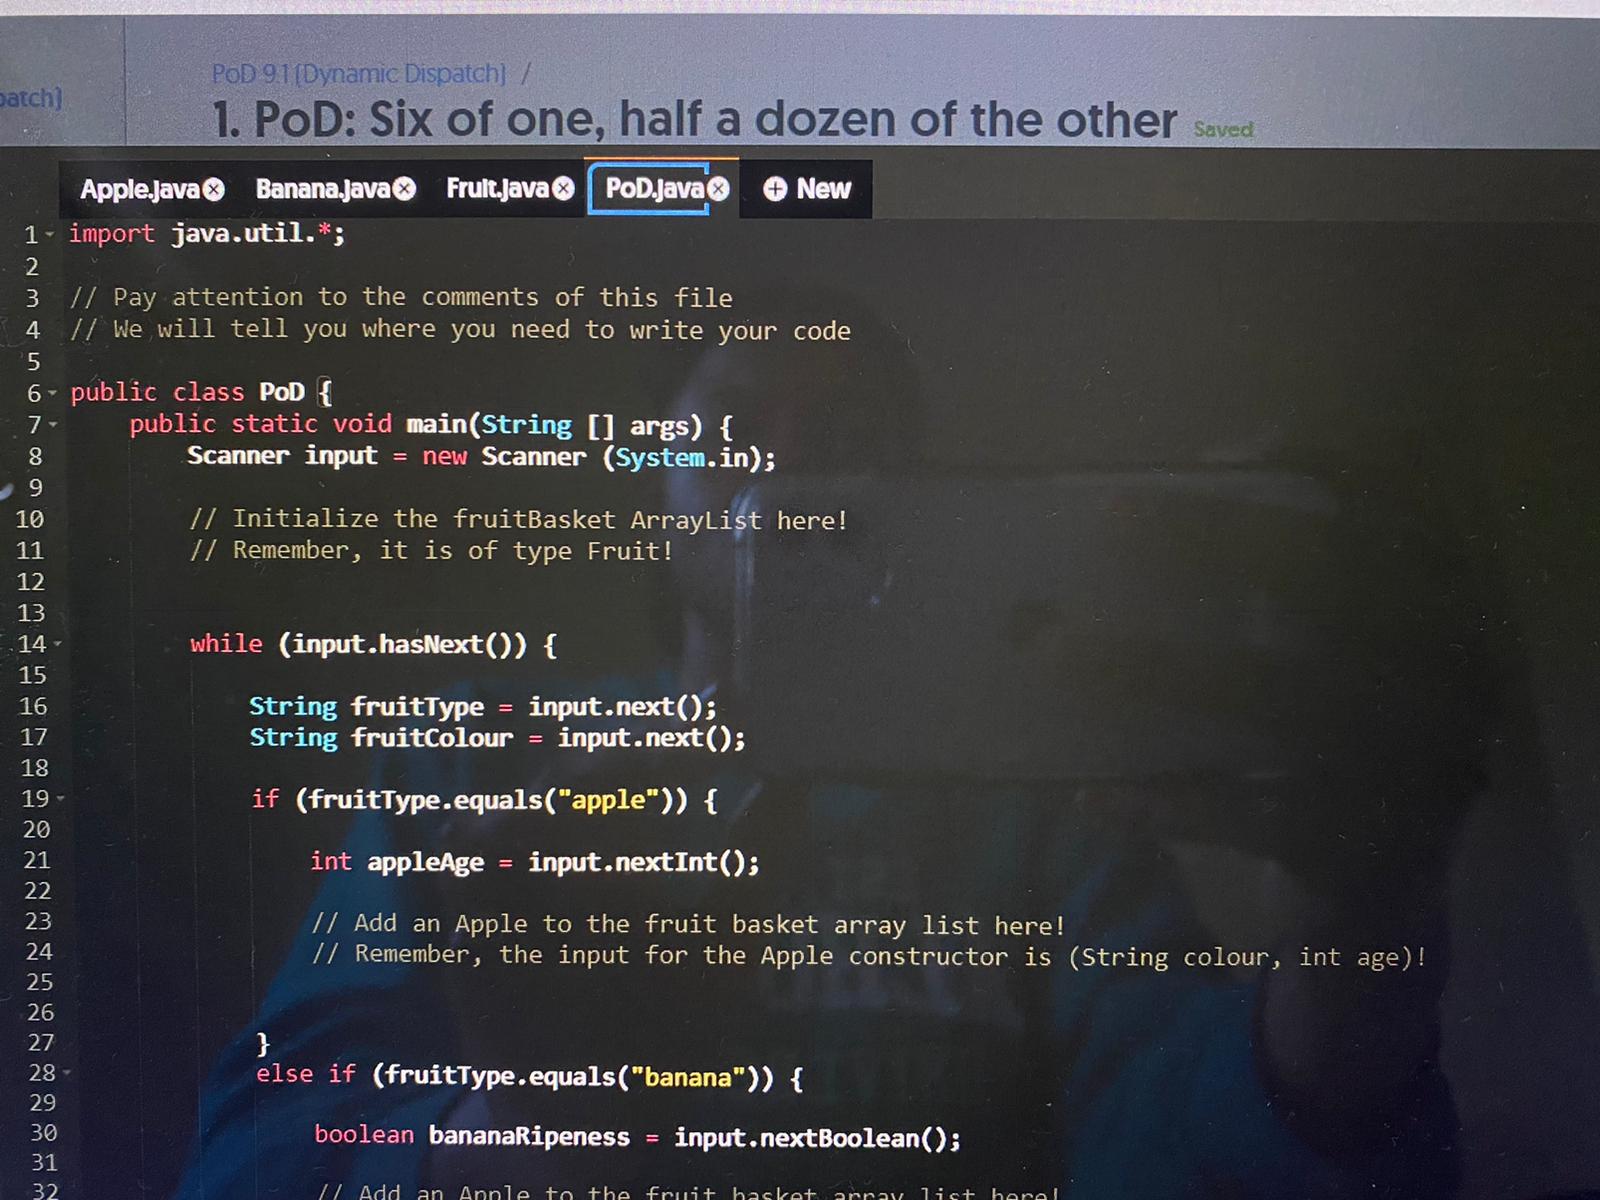 PoD 9.1 [Dynamic Dispatch] /
patch]
1. PoD: Six of one, half a dozen of the other Saved
Apple.java Banana.java Fruit.java PoD.java New
1 import java.util.*;
2
3 // Pay attention to the comments of this file
4 // We will tell you where you need to write your code
5
6 public class PoD {
7 public static void main(String [] args) {
8 Scanner input = new Scanner (System.in);
9
10 // Initialize the fruitBasket ArrayList here!
11 // Remember, it is of type Fruit!
12
13
14 while (input.hasNext()) {
15
16 String fruitType = input.next();
17 String fruitColour = input.next();
18
19 if (fruitType.equals("apple")) {
20
21 int appleAge = input.nextInt();
22
23 // Add an Apple to the fruit basket array list here!
24 // Remember, the input for the Apple constructor is (String colour, int age)!
25
26
27 }
28 else if (fruitType.equals("banana")) {
29
30 boolean bananaRipeness = input.nextBoolean();
31
32 // Add an Apple to the fruit basket array list here!